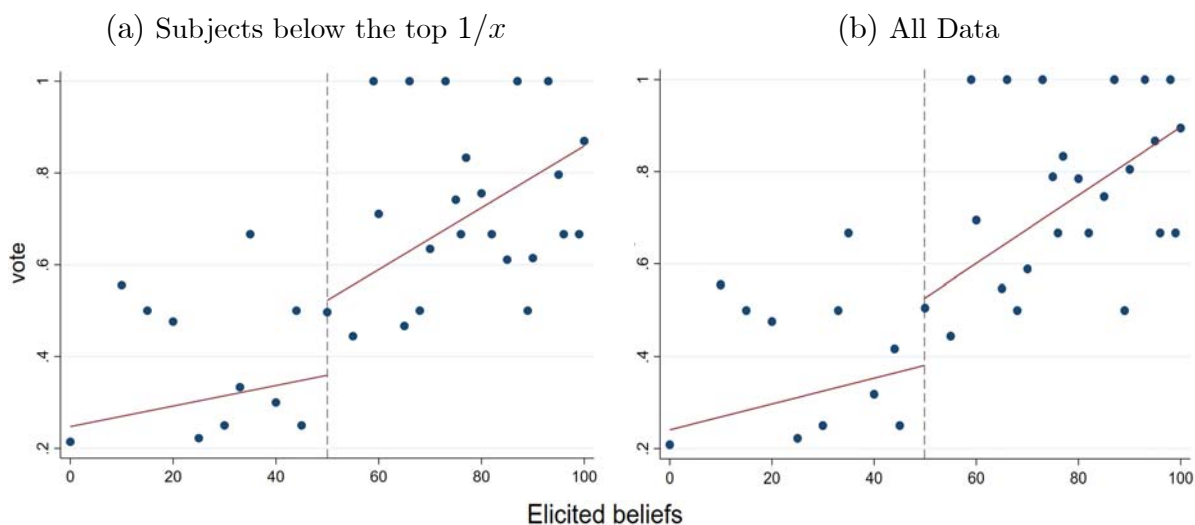 (a) Subjects below the top 1/x
(b) All Data
vote
1
.8
.6
.4
.2
0 20 40 60 80 100
1
.8
.6
.4
.2
0 20 40 60 80 100
Elicited beliefs